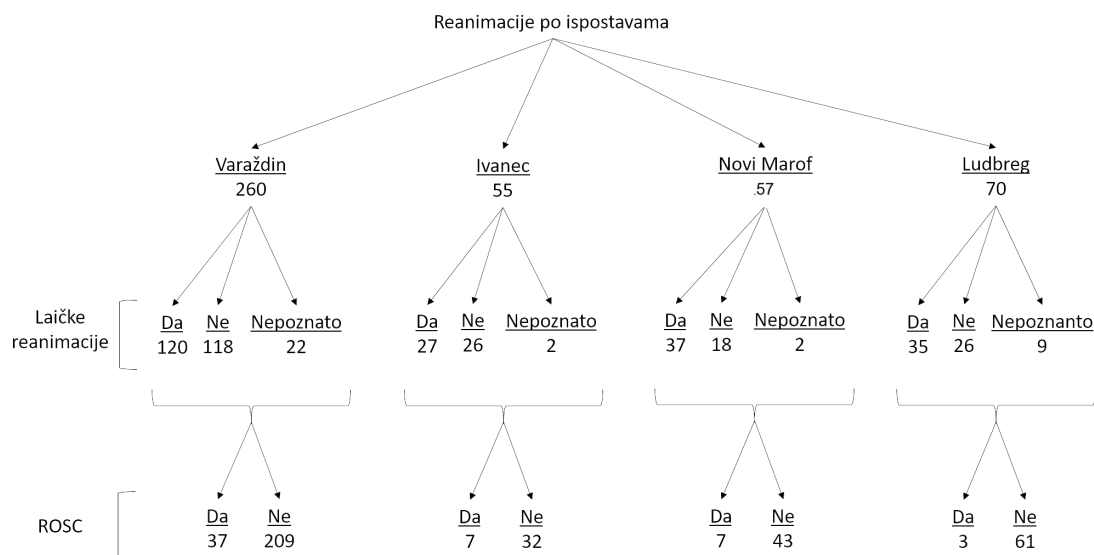 Reanimacije po ispostavama
Varaždin
260
Ivanec
55
Novi Marof
.57
Ludbreg
70
Laičke
reanimacije
Da
120
Ne
118
Nepoznato
22
Da
27
Ne
26
Nepoznato
2
Da
37
Ne
18
Nepoznato
2
Da
35
Ne
26
Nepoznanto
9
ROSC
Da
37
Ne
209
Da
7
Ne
32
Da
7
Ne
43
Da
3
Ne
61